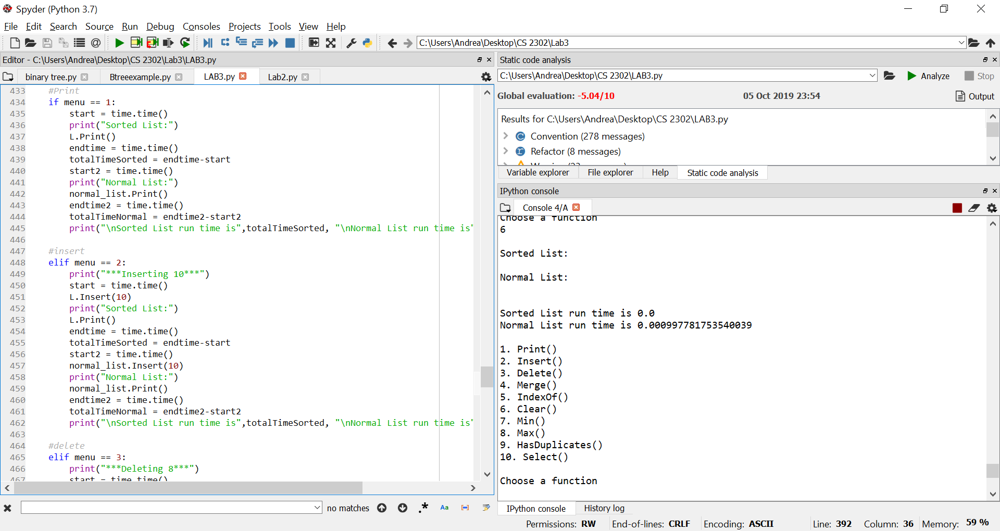 Spyder (Python 3.7)
File Edit Search Source Run Debug Consoles Projects Tools View Help
C:\Users\Andrea\Desktop\CS 2302\Lab3
Editor - C:\Users\Andrea\Desktop\CS 2302\Lab3\LAB3.py
binary tree.py Btreeexample.py LAB3.py Lab2.py
433 #Print
434 if menu == 1:
435 start = time.time()
436 print("Sorted List:")
437 L.Print()
438 endtime = time.time()
439 totalTimeSorted = endtime-start
440 start2 = time.time()
441 print("Normal List:")
442 normal_list.Print()
443 endtime2 = time.time()
444 totalTimeNormal = endtime2-start2
445 print("\nSorted List run time is",totalTimeSorted, "\nNormal List run time is"
446
447 #insert
448 elif menu == 2:
449 print("***Inserting 10***")
450 start = time.time()
451 L.Insert(10)
452 print("Sorted List:")
453 L.Print()
454 endtime = time.time()
455 totalTimeSorted = endtime-start
456 start2 = time.time()
457 normal_list.Insert(10)
458 print("Normal List:")
459 normal_list.Print()
460 endtime2 = time.time()
461 totalTimeNormal = endtime2-start2
462 print("\nSorted List run time is",totalTimeSorted, "\nNormal List run time is"
463
464 #delete
465 elif menu == 3:
466 print("***Deleting 8***")
467 start = time.time()
no matches
Aa
Static code analysis
C:\Users\Andrea\Desktop\CS 2302\LAB3.py
Analyze Stop
Global evaluation: -5.04/10 05 Oct 2019 23:54 Output
Results for C:\Users\Andrea\Desktop\CS 2302\LAB3.py
Convention (278 messages)
Refactor (8 messages)
Variable explorer File explorer Help Static code analysis
IPython console
Console 4/A
Choose a function
6
Sorted List:
Normal List:
Sorted List run time is 0.0
Normal List run time is 0.000997781753540039
1. Print()
2. Insert()
3. Delete()
4. Merge()
5. IndexOf()
6. Clear()
7. Min()
8. Max()
9. HasDuplicates()
10. Select()
Choose a function
IPython console History log
Permissions: RW End-of-lines: CRLF Encoding: ASCII Line: 392 Column: 36 Memory: 59 %